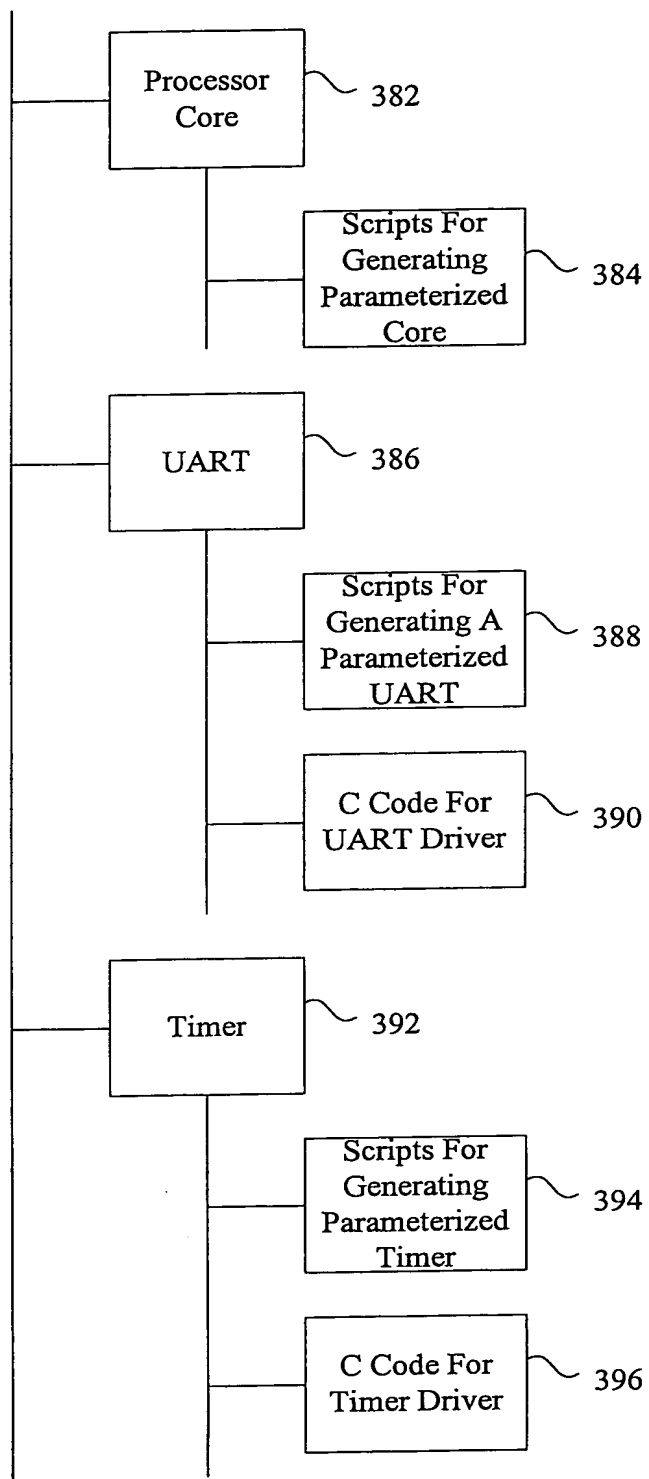 Processor
Core
382
Scripts For
Generating
Parameterized
Core
384
UART
386
Scripts For
Generating A
Parameterized
UART
388
C Code For
UART Driver
390
Timer
392
Scripts For
Generating
Parameterized
Timer
394
C Code For
Timer Driver
396